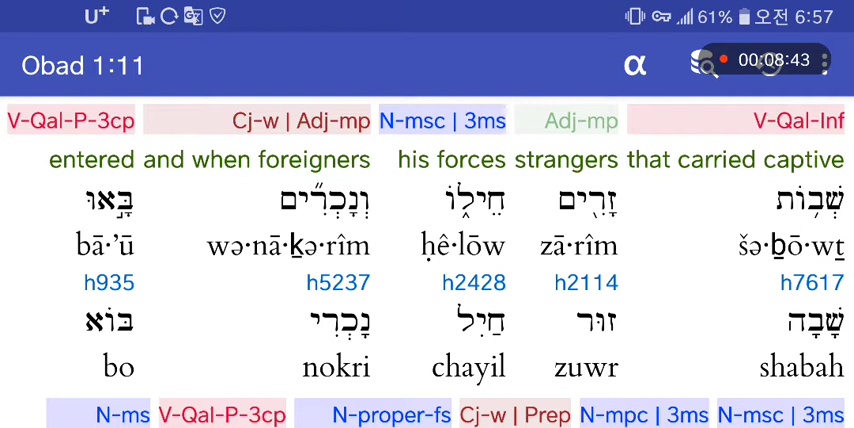 U+ 61% 오전 6:57
Obad 1:11 α 00:08:43
V-Qal-P-3cp Cj-w | Adj-mp N-msc | 3ms Adj-mp V-Qal-Inf
entered and when foreigners his forces strangers that carried captive
שְׁב֥וֹת זָרִ֖ים חֵיל֑וֹ וְנָכְרִ֞ים בָּ֣אוּ
bā·’ū wə·nā·ḵə·rîm ḥê·lōw zā·rîm šə·ḇō·wṯ
h935 h5237 h2428 h2114 h7617
שָׁבָה זוּר חַיִל נָכְרִי בּוֹא
bo nokri chayil zuwr shabah
N-ms V-Qal-P-3cp N-proper-fs Cj-w | Prep N-mpc | 3ms N-msc | 3ms